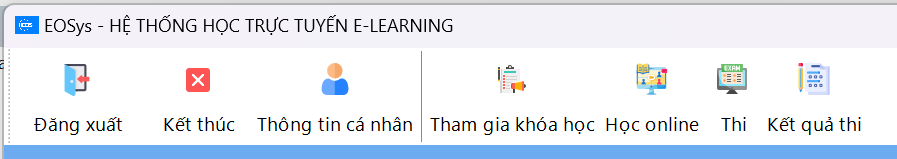 EOSys - HỆ THỐNG HỌC TRỰC TUYẾN E-LEARNING
EXAM
Đăng xuất Kết thúc Thông tin cá nhân Tham gia khóa học Học online Thi Kết quả thi